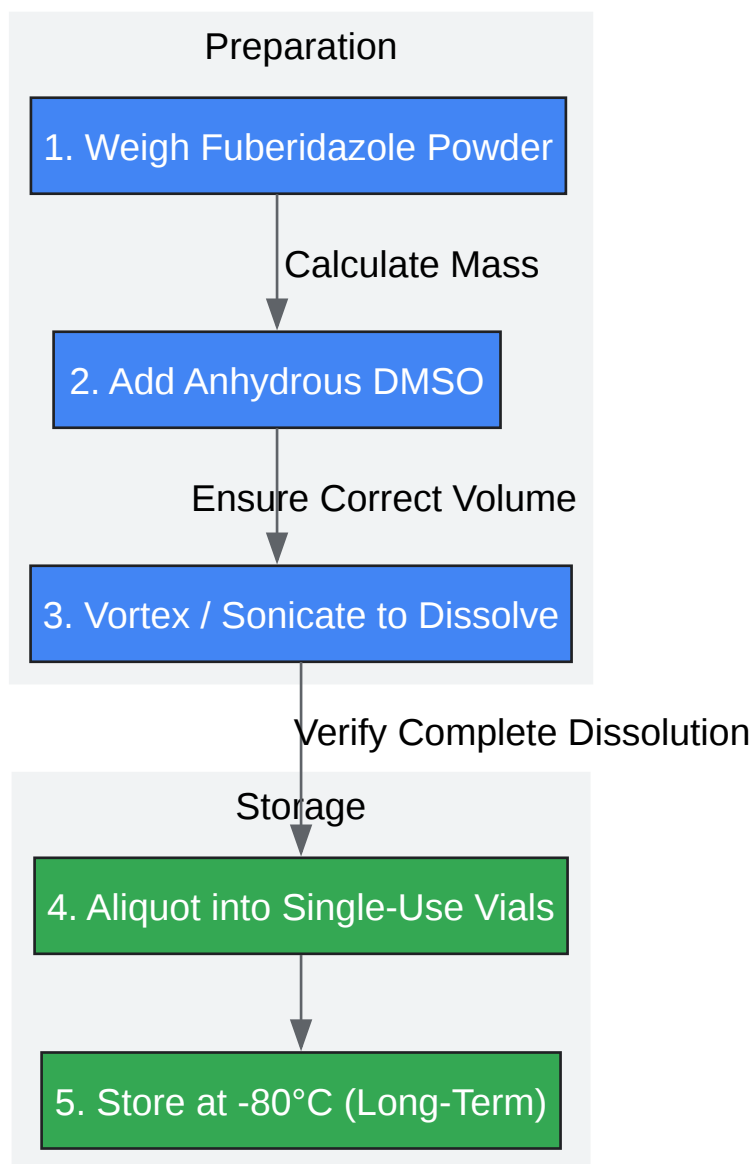 Preparation
1. Weigh Fuberidazole Powder
Calculate Mass
2. Add Anhydrous DMSO
Ensure Correct Volume
3. Vortex / Sonicate to Dissolve
Verify Complete Dissolution
Storage
4. Aliquot into Single-Use Vials
5. Store at -80°C (Long-Term)